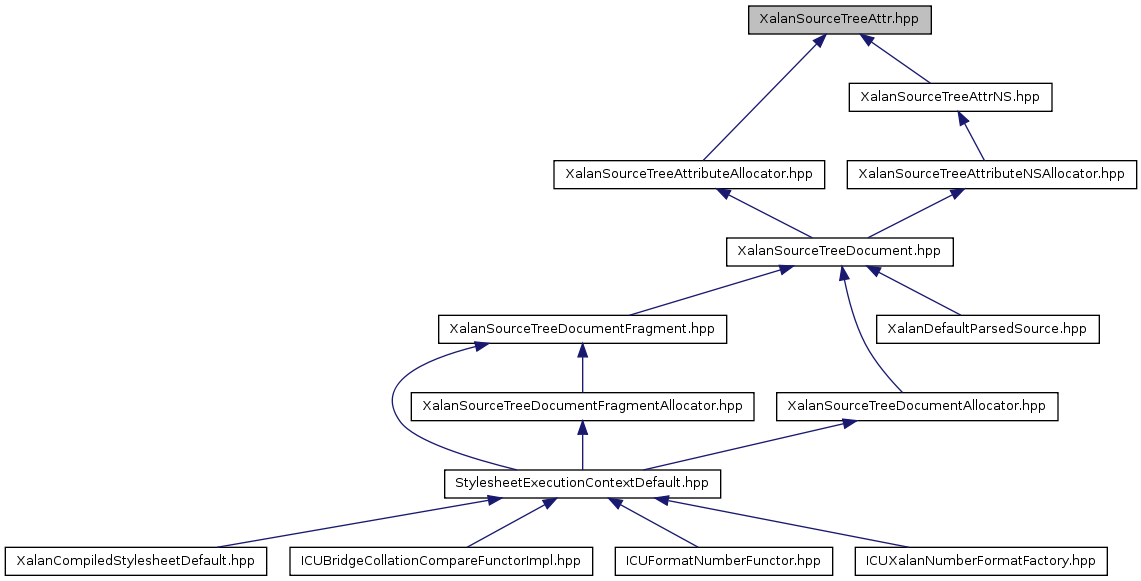 XalanSourceTreeAttr.hpp
XalanSourceTreeAttrNS.hpp
XalanSourceTreeAttributeAllocator.hpp
XalanSourceTreeAttributeNSAllocator.hpp
XalanSourceTreeDocument.hpp
XalanSourceTreeDocumentFragment.hpp
XalanDefaultParsedSource.hpp
XalanSourceTreeDocumentFragmentAllocator.hpp
XalanSourceTreeDocumentAllocator.hpp
StylesheetExecutionContextDefault.hpp
XalanCompiledStylesheetDefault.hpp
ICUBridgeCollationCompareFunctorImpl.hpp
ICUFormatNumberFunctor.hpp
ICUXalanNumberFormatFactory.hpp